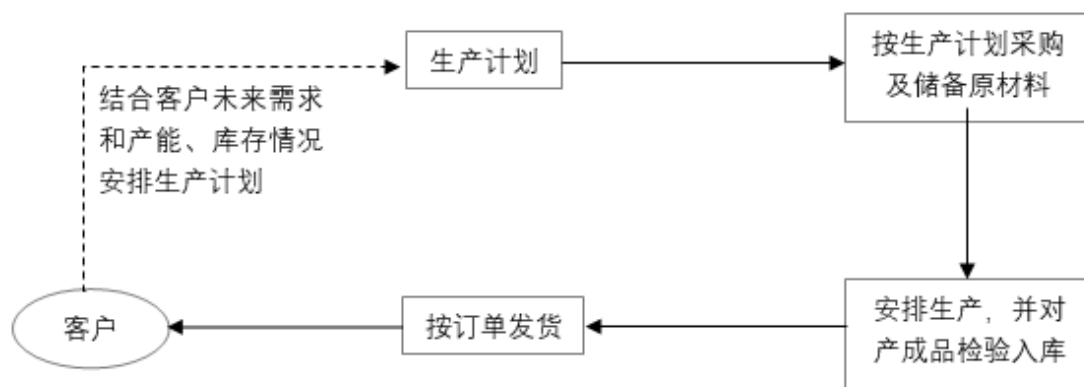 生产计划
按生产计划采购
及储备原材料
结合客户未来需求
和产能、库存情况
安排生产计划
客户
按订单发货
安排生产，并对
产成品检验入库